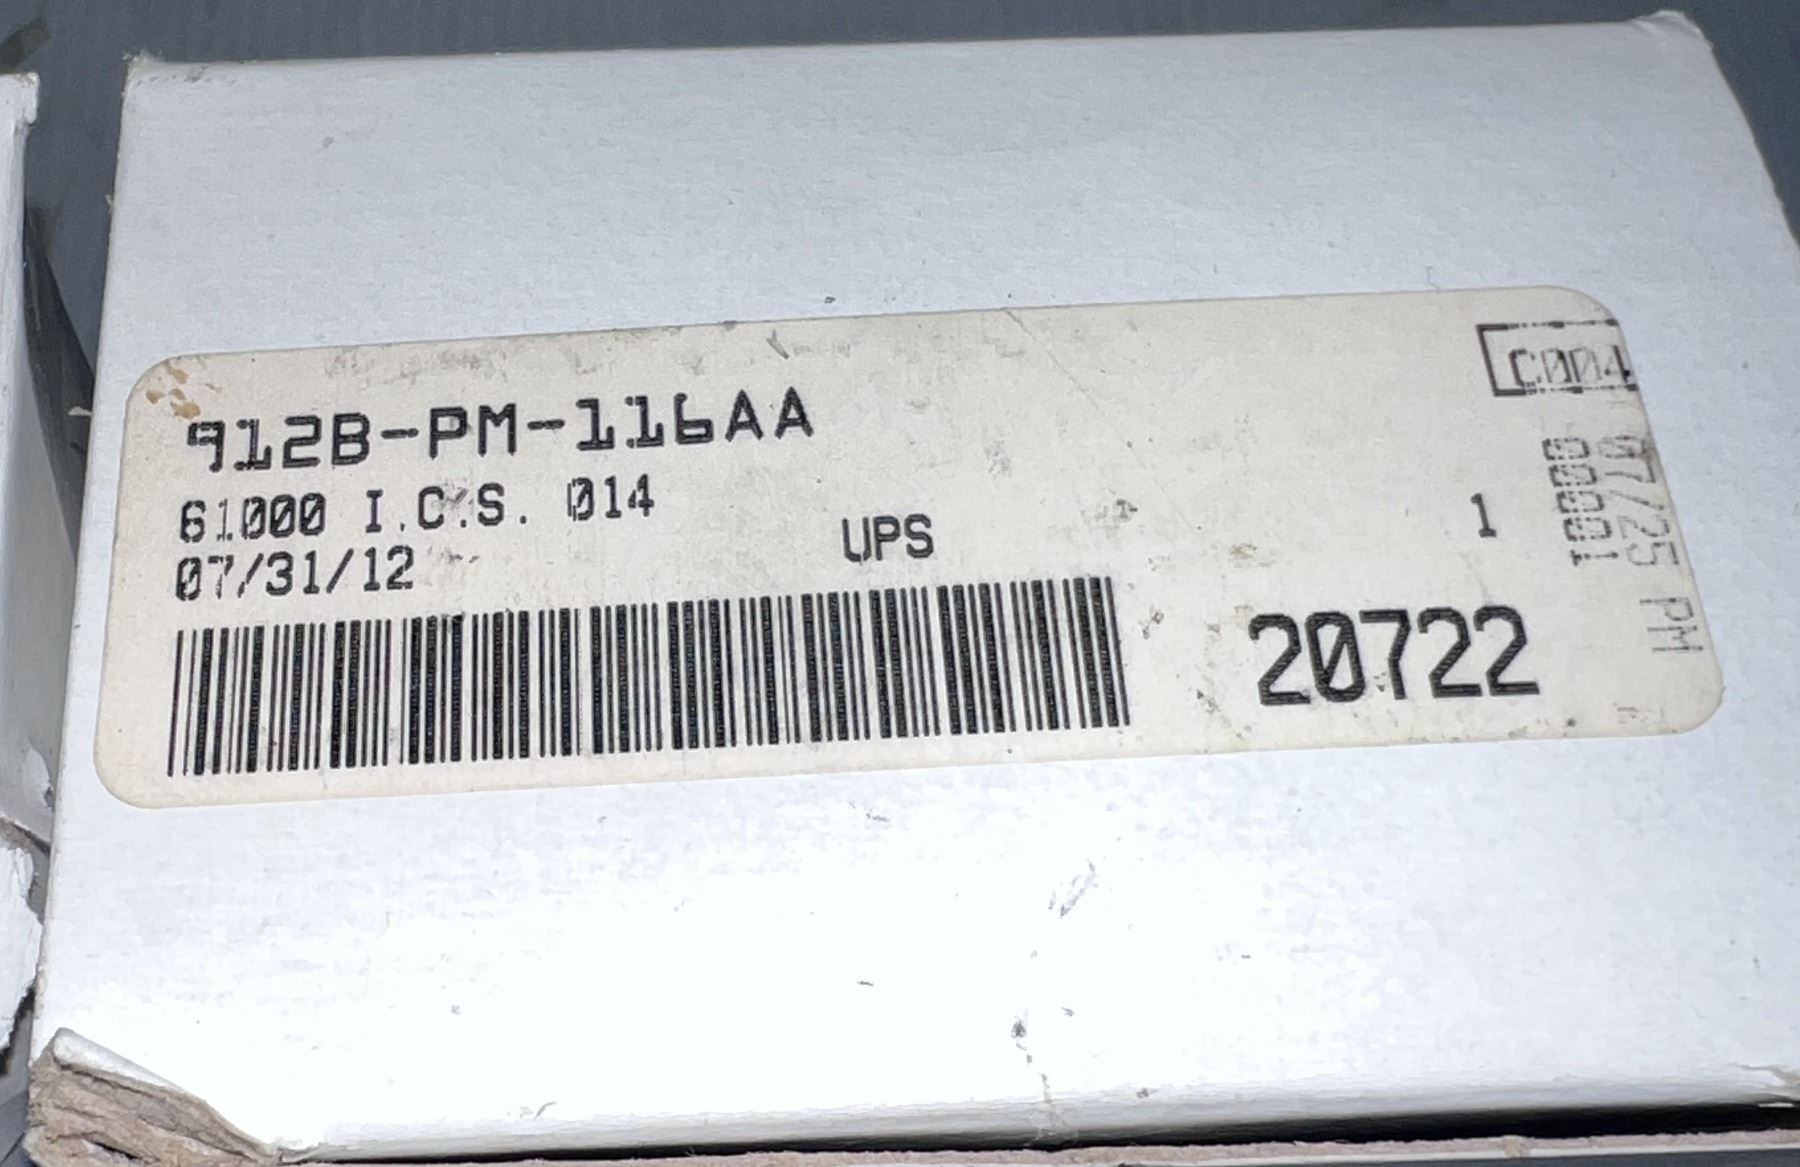 912B-PM-116AA
61000 I.C.S. 014
07/31/12
UPS
1
20722
C004
07/25 PM
00001